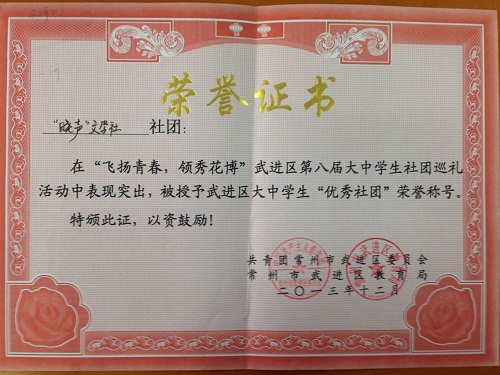 荣誉证书
"晓声"文学社 社团:
在"飞扬青春,领秀花博"武进区第八届大中学生社团巡礼
活动中表现突出,被授予武进区大中学生"优秀社团"荣誉称号。
特颁此证,以资鼓励!
共青团常州市武进区委员会
常州市武进区教育局
二〇一三年十二月